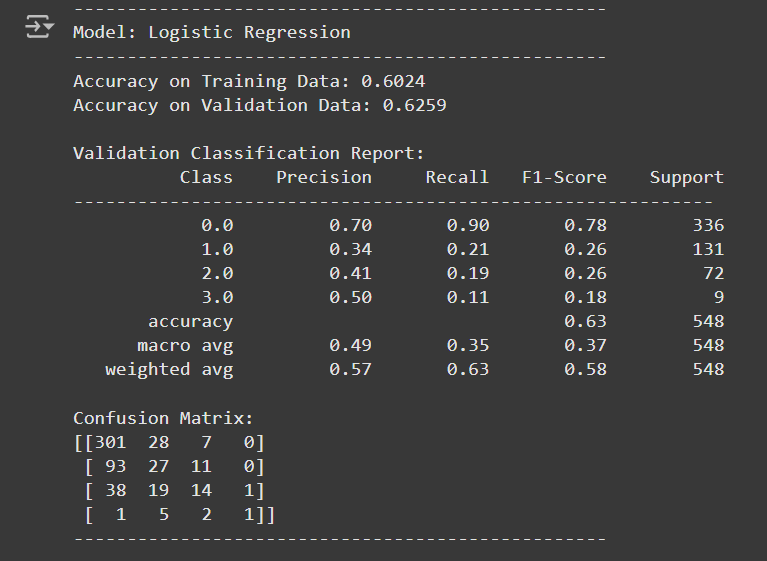 --------------------------------------------------
Model: Logistic Regression
--------------------------------------------------
Accuracy on Training Data: 0.6024
Accuracy on Validation Data: 0.6259
Validation Classification Report:
Class Precision Recall F1-Score Support
------------------------------------------------------------
0.0 0.70 0.90 0.78 336
1.0 0.34 0.21 0.26 131
2.0 0.41 0.19 0.26 72
3.0 0.50 0.11 0.18 9
accuracy 0.63 548
macro avg 0.49 0.35 0.37 548
weighted avg 0.57 0.63 0.58 548
Confusion Matrix:
[[301 28 7 0]
[ 93 27 11 0]
[ 38 19 14 1]
[ 1 5 2 1]]
--------------------------------------------------